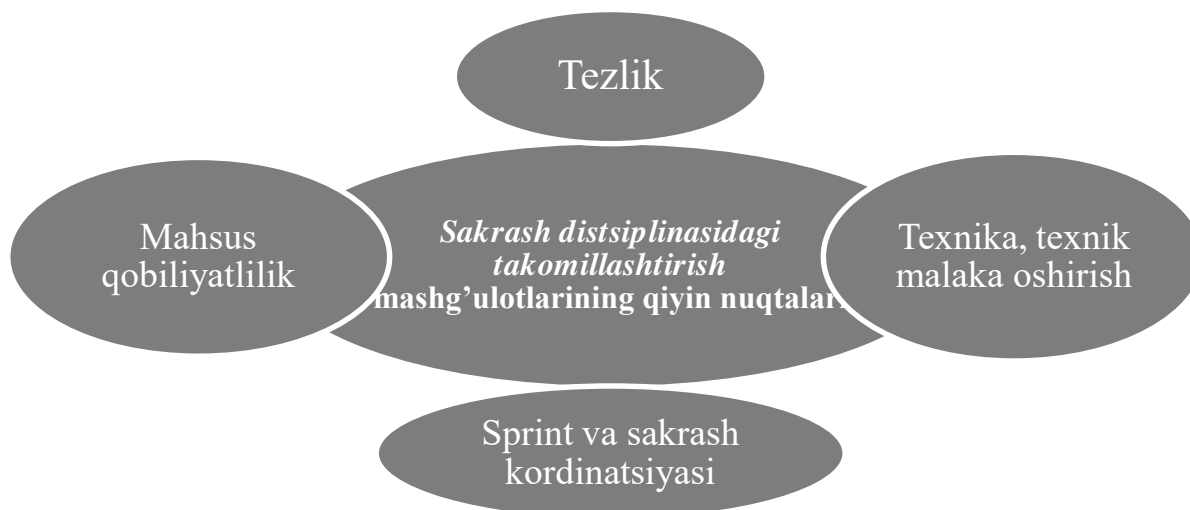 Tezlik
Mahsus
qobiliyatlilik
Sakrash distsiplinasidagi
takomillashtirish
mashg’ulotlarining qiyin nuqtalari
Texnika, texnik
malaka oshirish
Sprint va sakrash
kordinatsiyasi